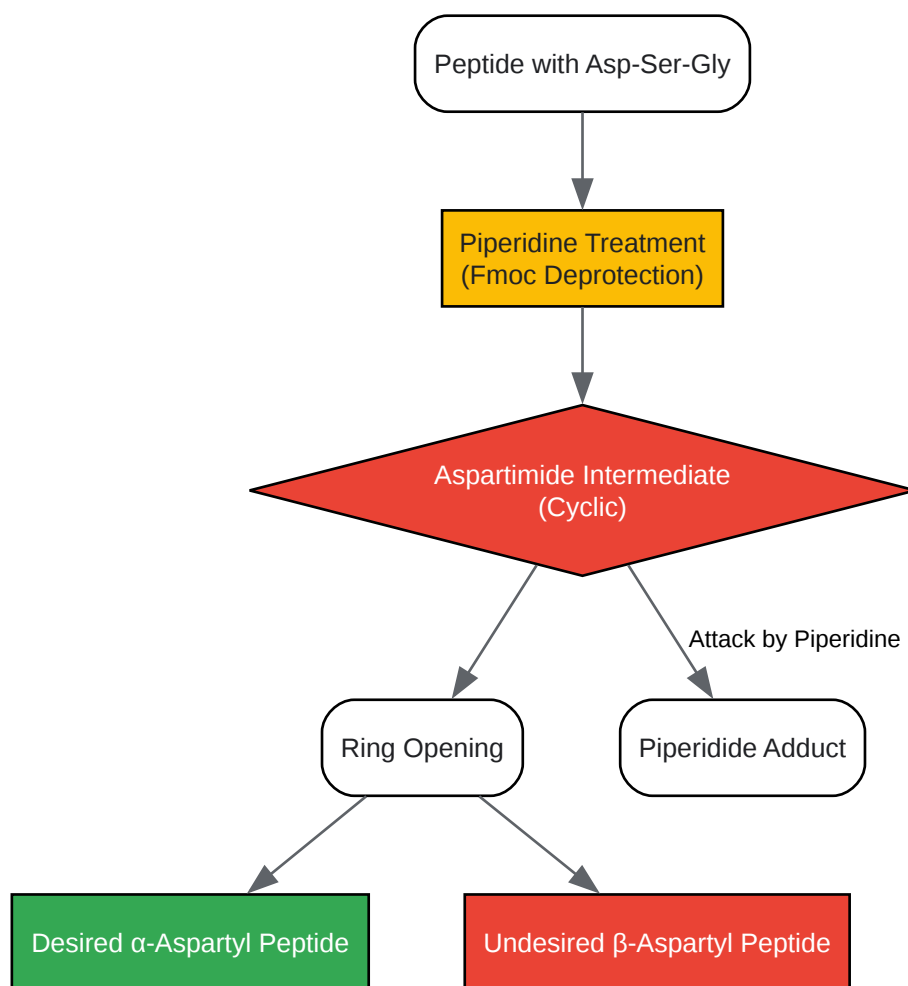 Peptide with Asp-Ser-Gly
Piperidine Treatment
(Fmoc Deprotection)
Aspartimide Intermediate
(Cyclic)
Attack by Piperidine
Ring Opening
Piperidide Adduct
Desired α-Aspartyl Peptide
Undesired β-Aspartyl Peptide